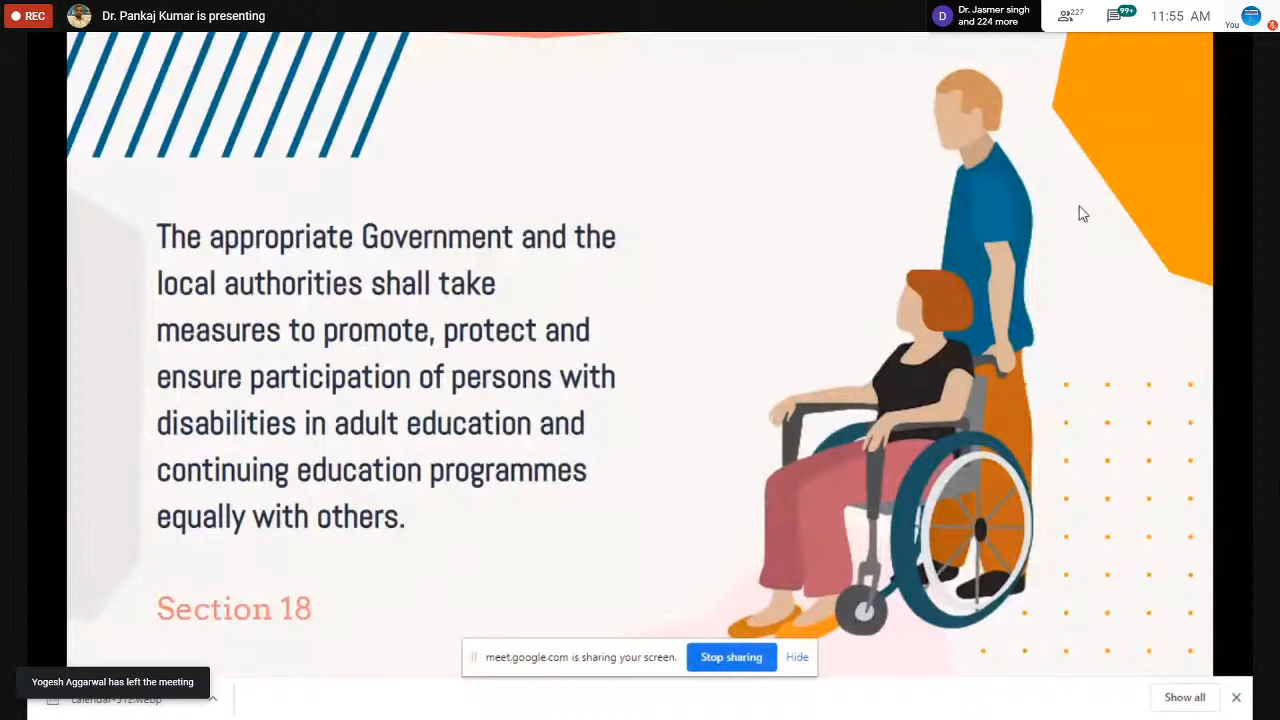 REC
Dr. Pankaj Kumar is presenting
D
Dr. Jasmer singh
and 224 more
227
99+
11:55 AM
You
The appropriate Government and the
local authorities shall take
measures to promote, protect and
ensure participation of persons with
disabilities in adult education and
continuing education programmes
equally with others.
Section 18
meet.google.com is sharing your screen.
Stop sharing
Hide
Yogesh Aggarwal has left the meeting
calendar-512.webp
Show all